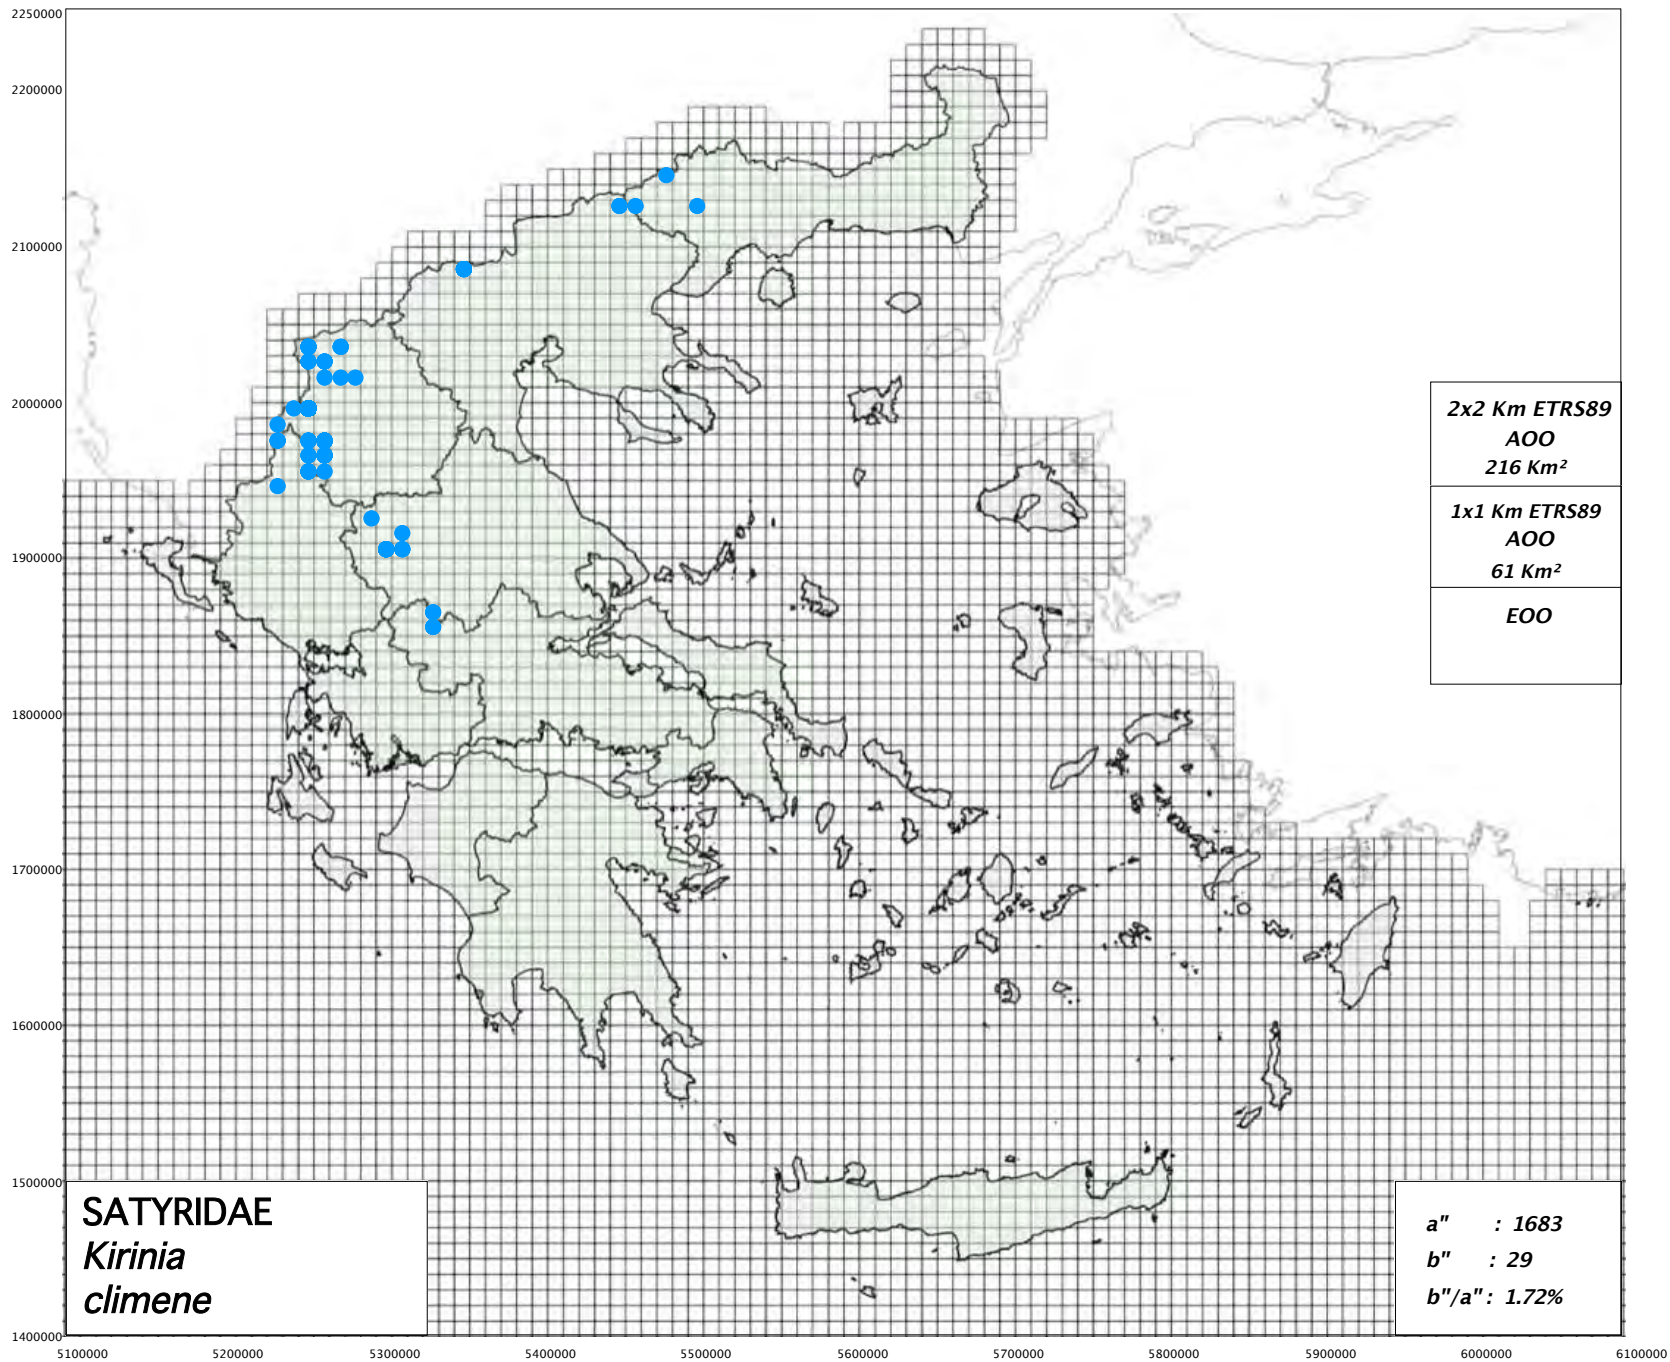 2250000
2200000
2100000
2000000
1900000
1800000
1700000
1600000
1500000
1400000
2x2 Km ETRS89
AOO
216 Km²
1x1 Km ETRS89
AOO
61 Km²
EOO
SATYRIDAE
Kirinia
climene
a" : 1683
b" : 29
b"/a" : 1.72%
5100000 5200000 5300000 5400000 5500000 5600000 5700000 5800000 5900000 6000000 6100000